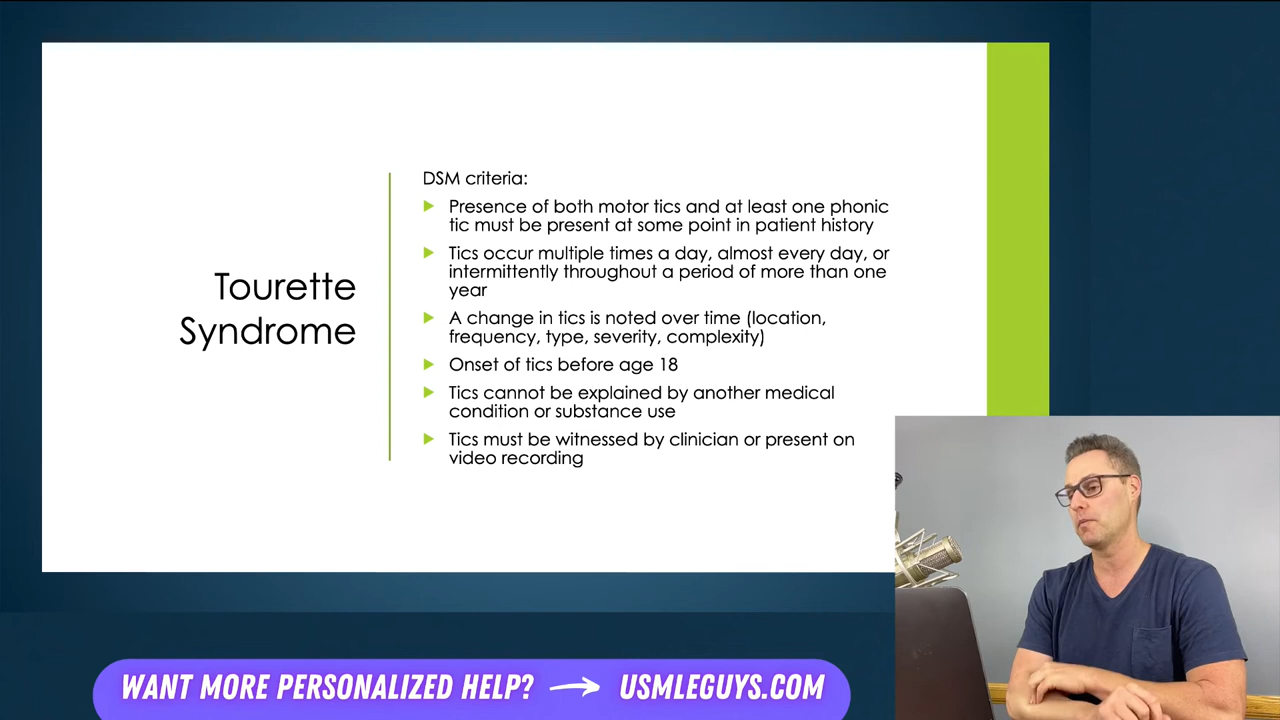 Tourette
Syndrome
DSM criteria:
Presence of both motor tics and at least one phonic
tic must be present at some point in patient history
Tics occur multiple times a day, almost every day, or
intermittently throughout a period of more than one
year
A change in tics is noted over time (location,
frequency, type, severity, complexity)
Onset of tics before age 18
Tics cannot be explained by another medical
condition or substance use
Tics must be witnessed by clinician or present on
video recording
WANT MORE PERSONALIZED HELP? → USMLEGUYS.COM